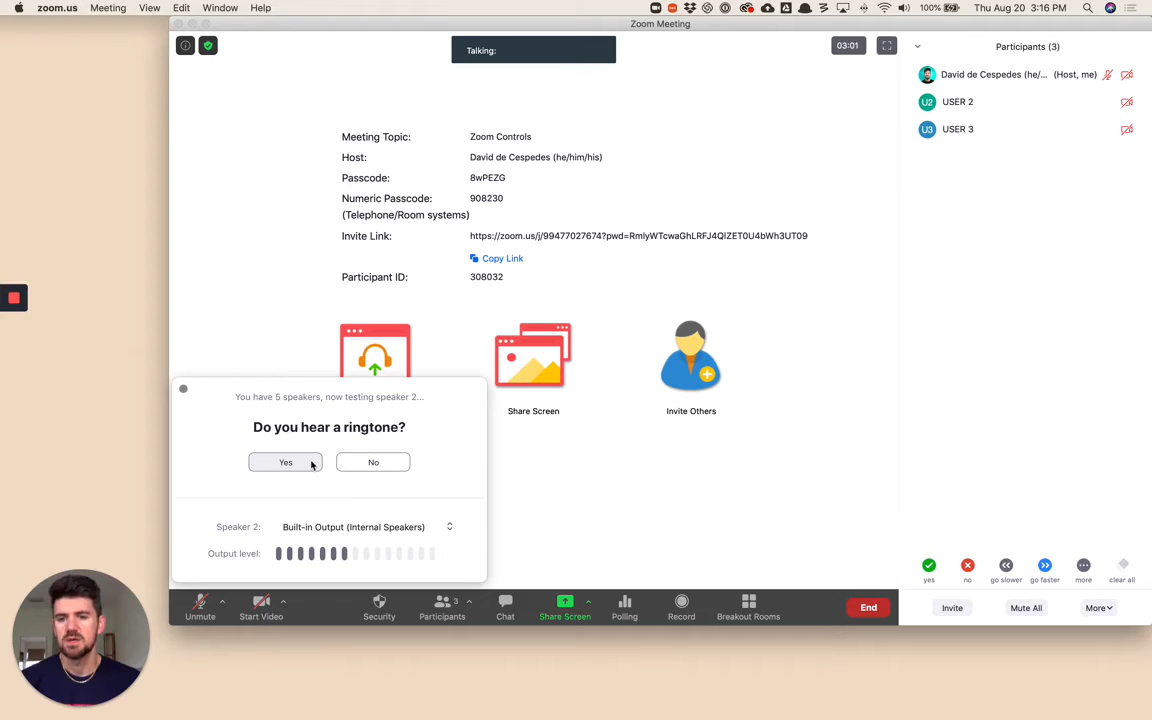 zoom.us Meeting View Edit Window Help
100% Thu Aug 20 3:16 PM
Zoom Meeting
Talking:
03:01
Participants (3)
David de Cespedes (he/... (Host, me)
U2 USER 2
U3 USER 3
Meeting Topic: Zoom Controls
Host: David de Cespedes (he/him/his)
Passcode: 8wPEZG
Numeric Passcode: 908230
(Telephone/Room systems)
Invite Link: https://zoom.us/j/99477027674?pwd=RmlyWTcwaGhLRFJ4QlZET0U4bWh3UT09
Copy Link
Participant ID: 308032
Share Screen
Invite Others
You have 5 speakers, now testing speaker 2...
Do you hear a ringtone?
Yes No
Speaker 2: Built-in Output (Internal Speakers)
Output level:
yes no go slower go faster more clear all
Unmute Start Video Security Participants 3 Chat Share Screen Polling Record Breakout Rooms End
Invite Mute All More